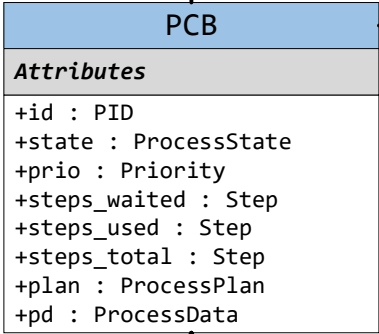 PCB
Attributes
+id : PID
+state : ProcessState
+prio : Priority
+steps_waited : Step
+steps_used : Step
+steps_total : Step
+plan : ProcessPlan
+pd : ProcessData